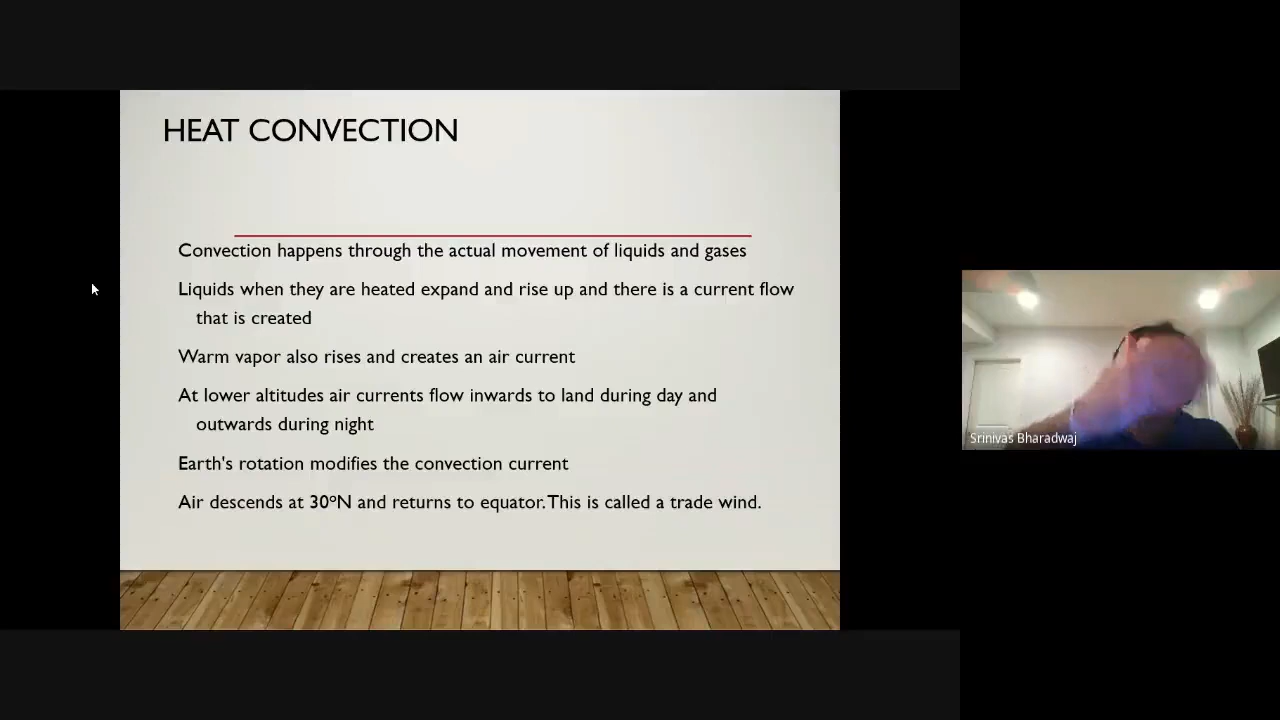 HEAT CONVECTION
Convection happens through the actual movement of liquids and gases
Liquids when they are heated expand and rise up and there is a current flow
that is created
Warm vapor also rises and creates an air current
At lower altitudes air currents flow inwards to land during day and
outwards during night
Earth's rotation modifies the convection current
Air descends at 30ºN and returns to equator. This is called a trade wind.
Srinivas Bharadwaj